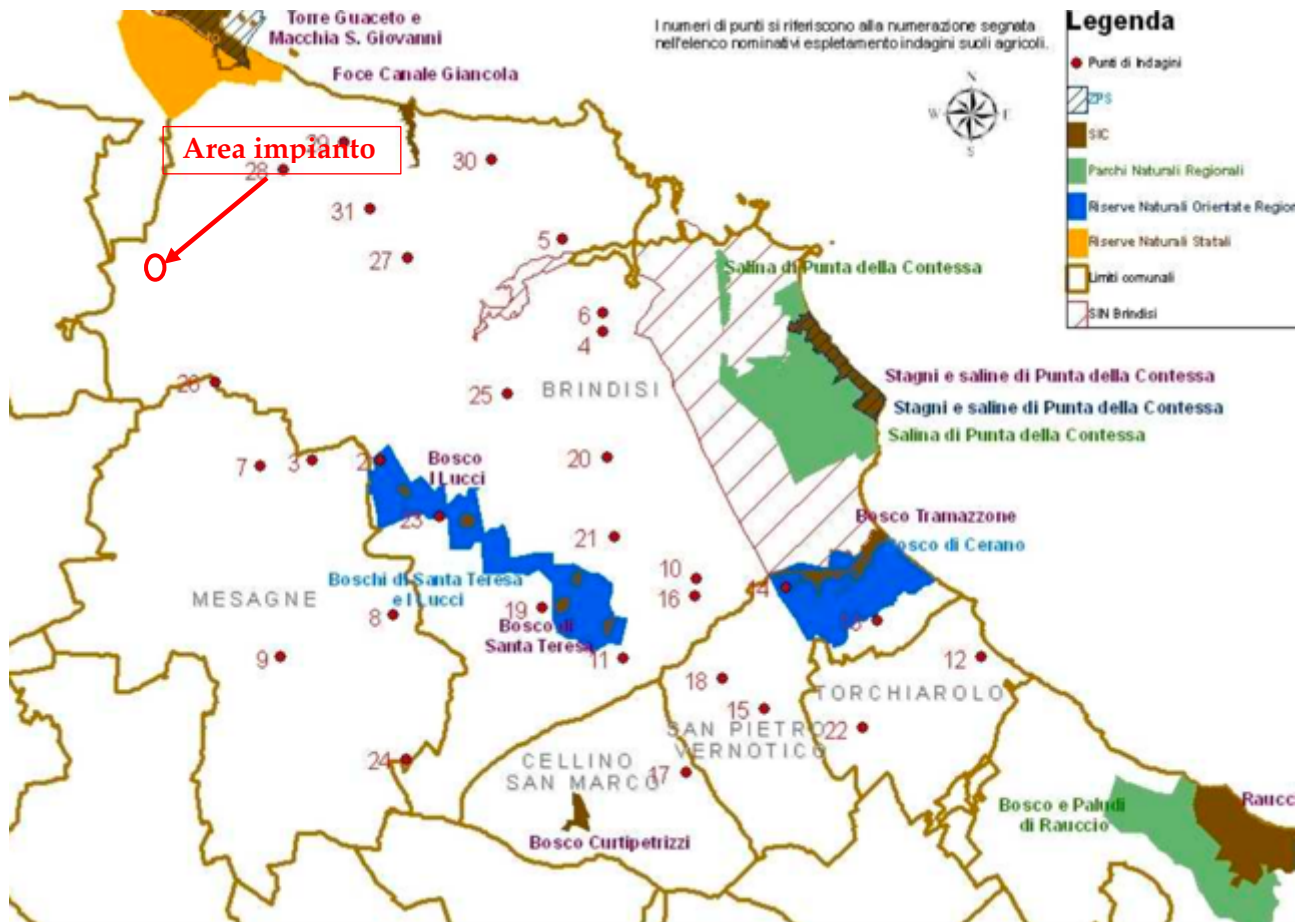 Torre Guaceto e
Macchia S. Giovanni
I numeri di punti si riferiscono alla numerazione segnata
nell'elenco nominativi espletamento indagini suoli agricoli.
Foce Canale Giancola
Legenda
Punti di Indagini
ZPS
SIC
Parchi Naturali Regionali
Riserve Naturali Orientate Region
Riserve Naturali Statali
Limiti comunali
SIN Brindisi
N
W
E
S
29
Area impianto
28
30
31
5
27
Salina di Punta della Contessa
6
4
BRINDISI
25
Stagni e saline di Punta della Contessa
Stagni e saline di Punta della Contessa
Salina di Punta della Contessa
7
3
2
Bosco
I Lucci
20
23
21
Bosco Tramazzone
Bosco di Cerano
10
14
16
Boschi di Santa Teresa
e I Lucci
MESAGNE
8
19
Bosco di
Santa Teresa
9
11
12
18
TORCHIAROLO
15
SAN PIETRO
VERNOTICO
22
24
CELLINO
SAN MARCO
17
Bosco Curtipetrizzi
Bosco e Paludi
di Rauccio
Raucci